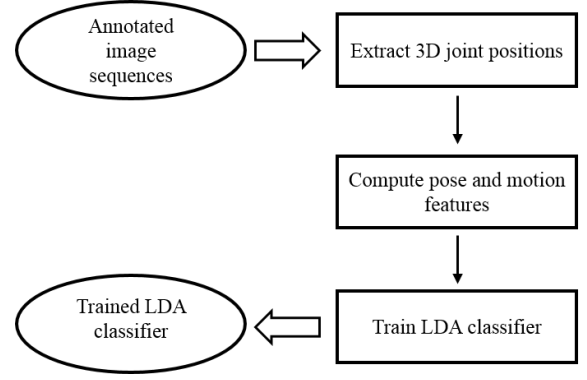 Annotated
image
sequences
Extract 3D joint positions
Compute pose and motion
features
Train LDA classifier
Trained LDA
classifier